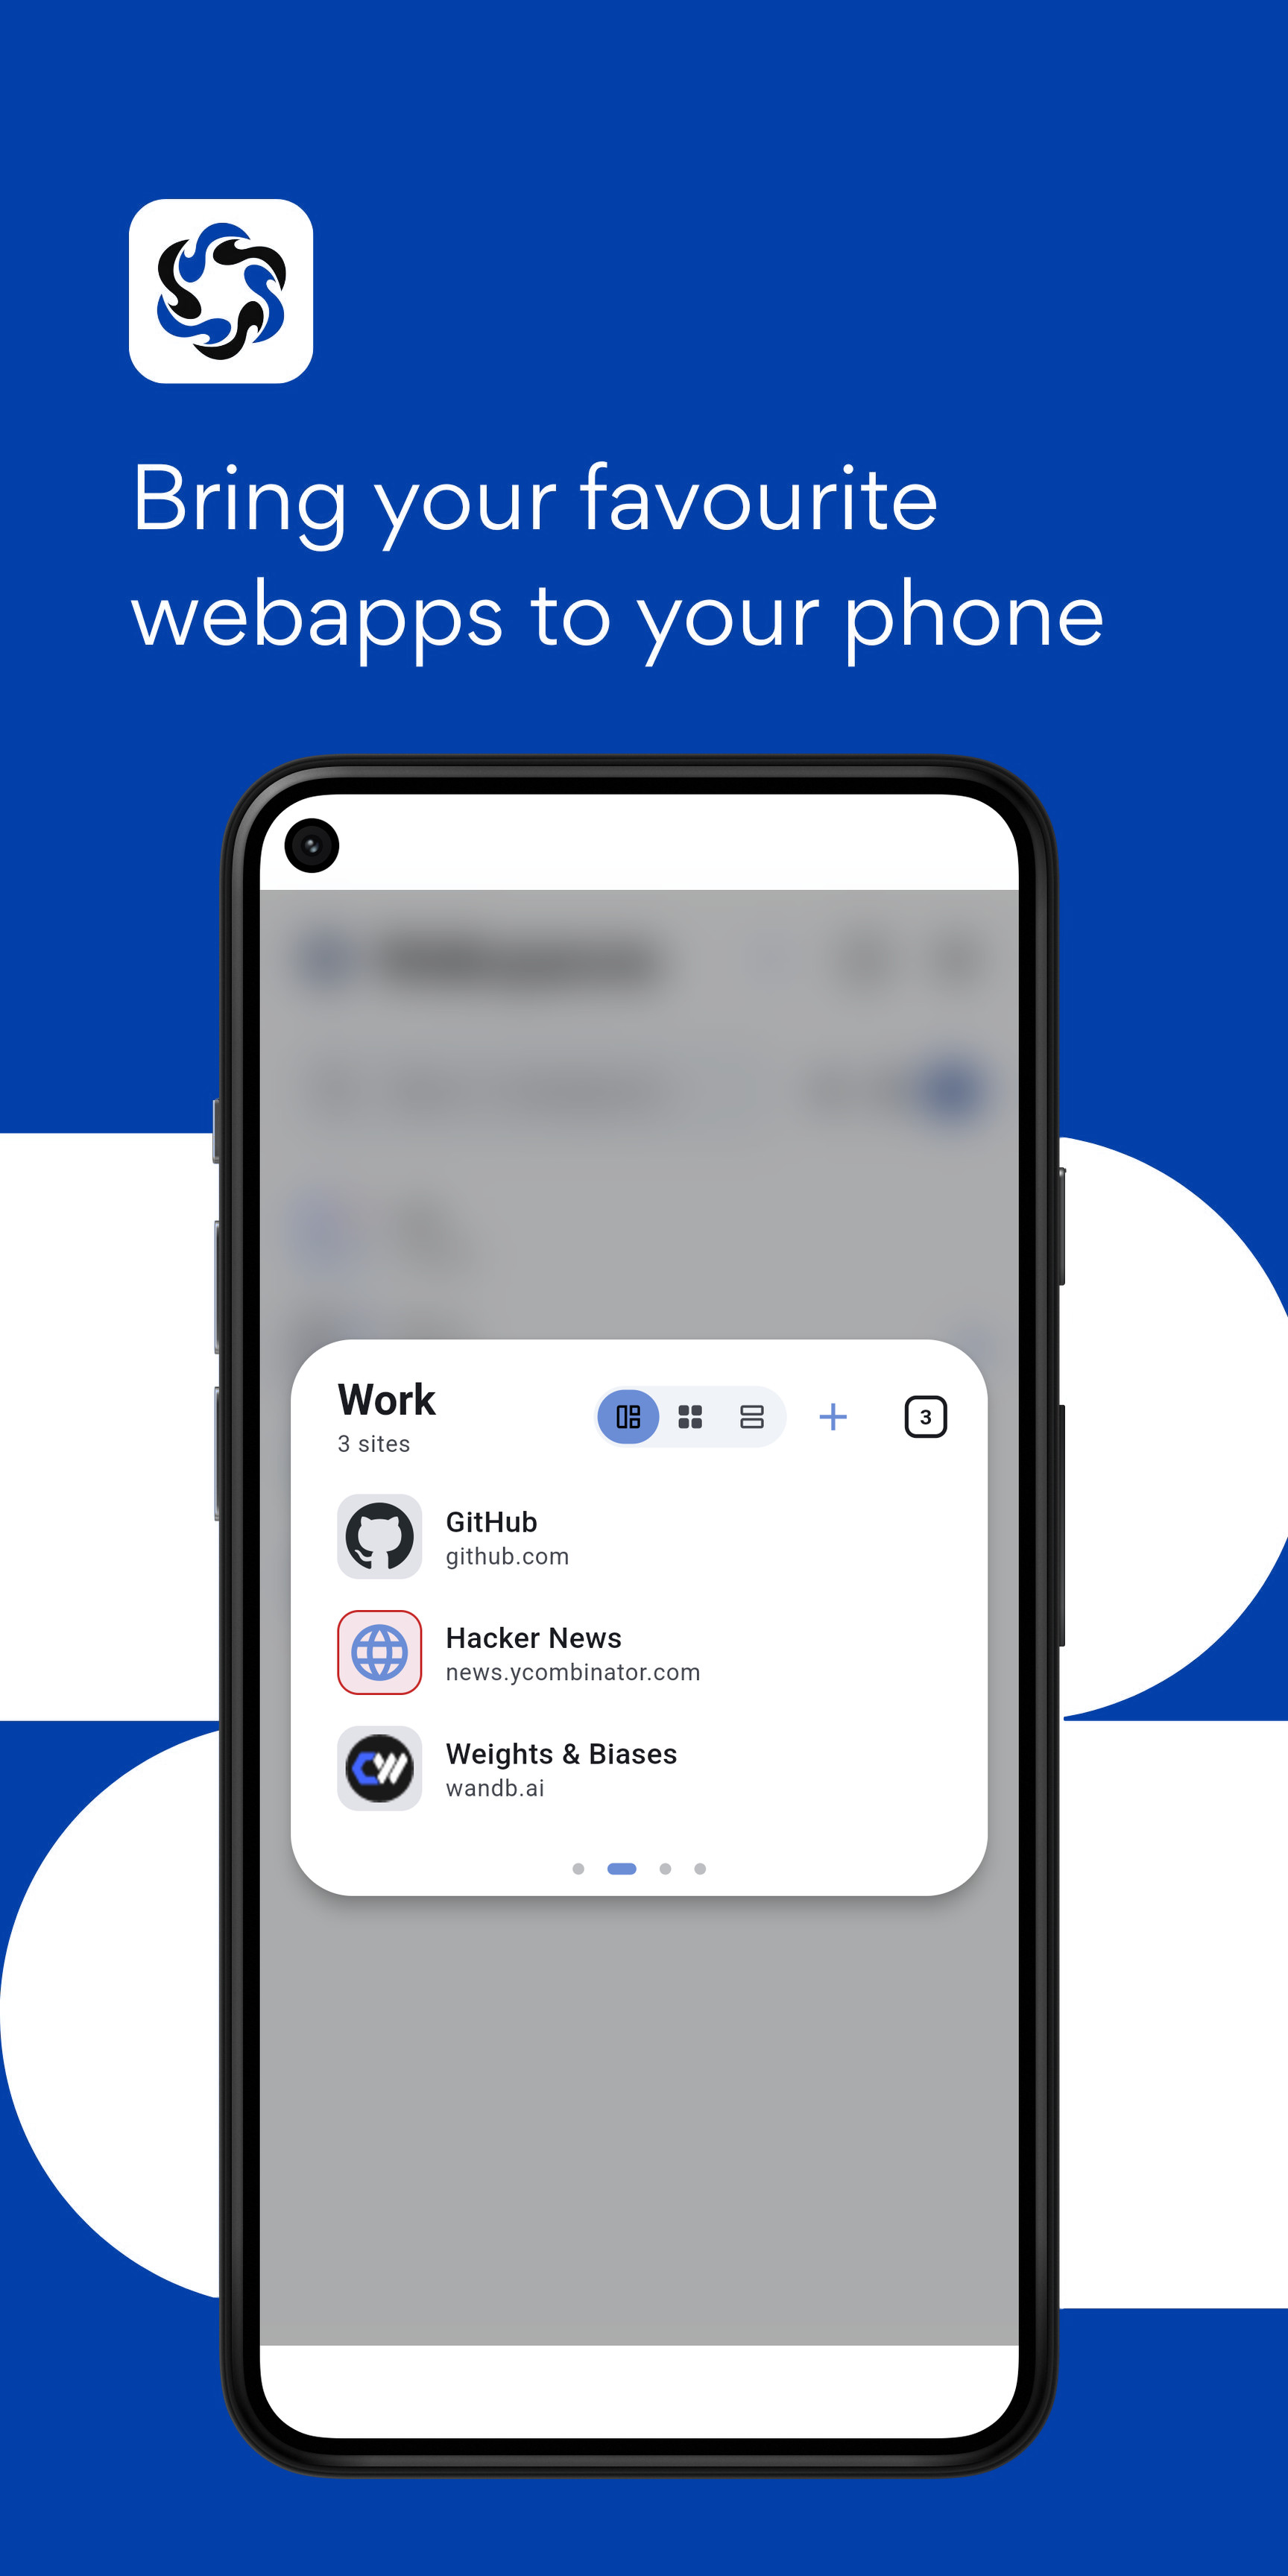 Bring your favourite
webapps to your phone
Work
3 sites
3
GitHub
github.com
Hacker News
news.ycombinator.com
Weights & Biases
wandb.ai